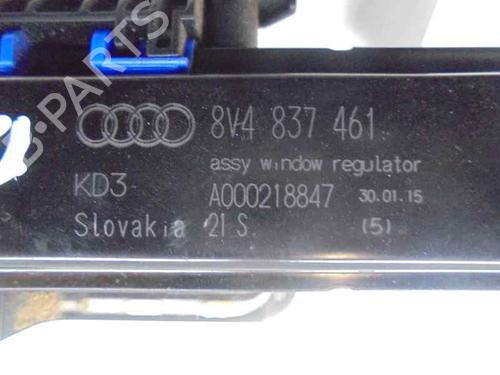 8V4 837 461
assy window regulator
KD3 A000218847 30.01.15
Slovakia 21 S. (5)
B-PARTS